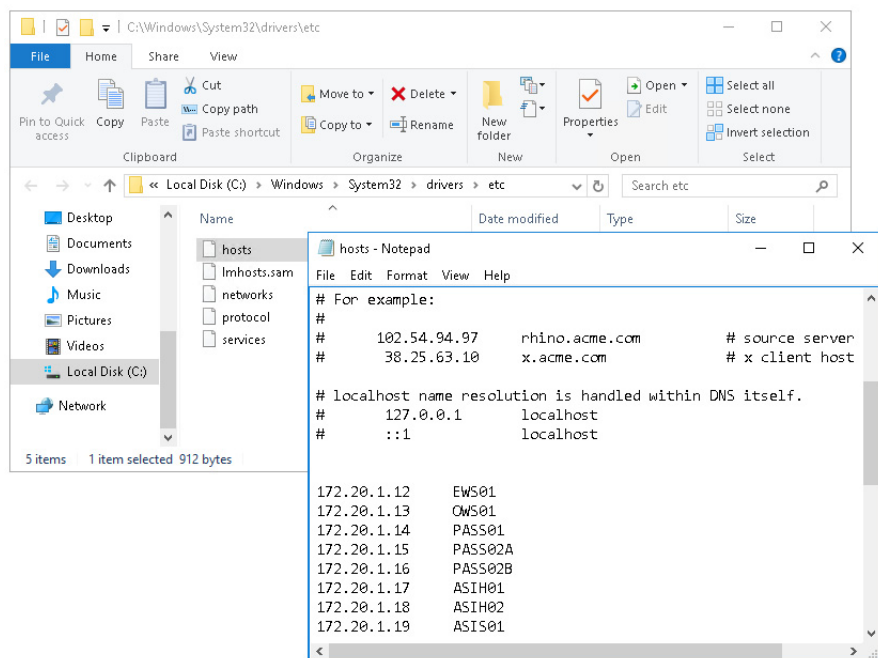 C:\Windows\System32\drivers\etc
File Home Share View
Pin to Quick access
Copy
Paste
Cut
Copy path
Paste shortcut
Clipboard
Move to
Copy to
Delete
Rename
Organize
New folder
New
Properties
Open
Edit
Open
Select all
Select none
Invert selection
Select
« Local Disk (C:) > Windows > System32 > drivers > etc
Search etc
Desktop
Documents
Downloads
Music
Pictures
Videos
Local Disk (C:)
Network
Name Date modified Type Size
hosts
lmhosts.sam
networks
protocol
services
5 items 1 item selected 912 bytes
hosts - Notepad
File Edit Format View Help
# For example:
#
# 102.54.94.97 rhino.acme.com # source server
# 38.25.63.10 x.acme.com # x client host
# localhost name resolution is handled within DNS itself.
# 127.0.0.1 localhost
# ::1 localhost
172.20.1.12 EWS01
172.20.1.13 OWS01
172.20.1.14 PASS01
172.20.1.15 PASS02A
172.20.1.16 PASS02B
172.20.1.17 ASIH01
172.20.1.18 ASIH02
172.20.1.19 ASIS01